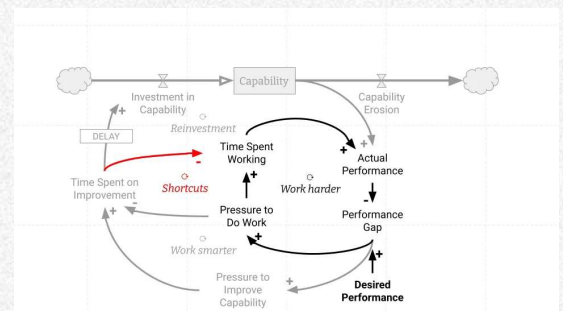 Capability
Investment in
Capability
Capability
Erosion
Reinvestment
DELAY
+
Time Spent
Working
+
+
Actual
Performance
-
Time Spent on
Improvement
Shortcuts
+
Work harder
-
+
-
Pressure to
Do Work
Performance
Gap
+
+
Work smarter
Pressure to
Improve
Capability
+
Desired
Performance